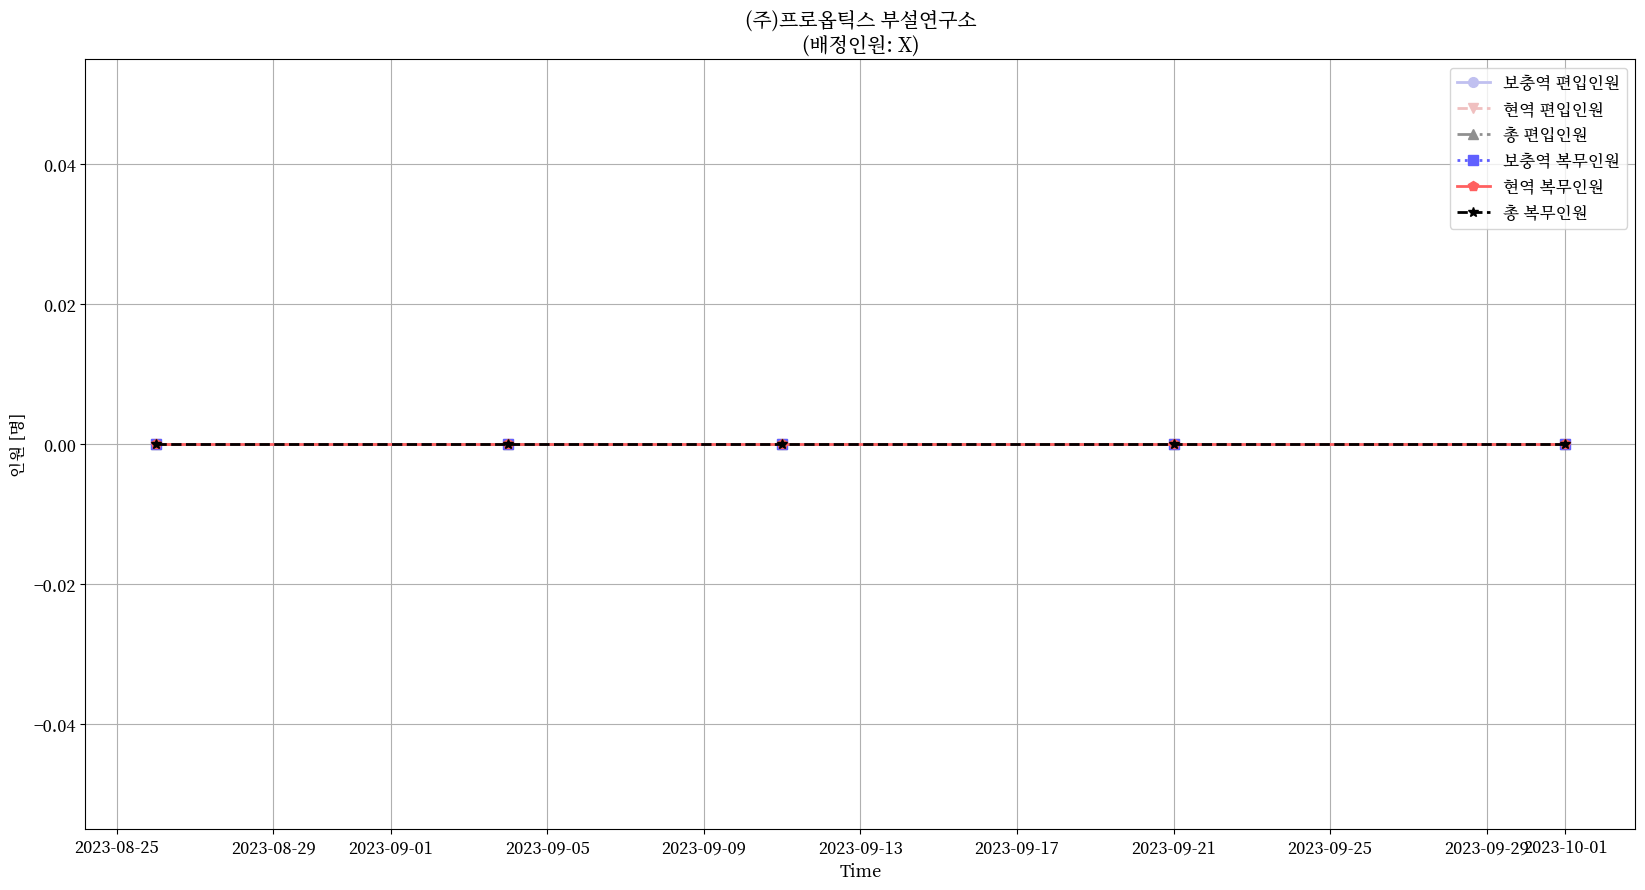 (주)프로옵틱스 부설연구소
(배정인원: X)
보충역 편입인원
현역 편입인원
총 편입인원
보충역 복무인원
현역 복무인원
총 복무인원
인원 [명]
0.04
0.02
0.00
−0.02
−0.04
2023-08-25
2023-08-29
2023-09-01
2023-09-05
2023-09-09
2023-09-13
2023-09-17
2023-09-21
2023-09-25
2023-09-29
2023-10-01
Time